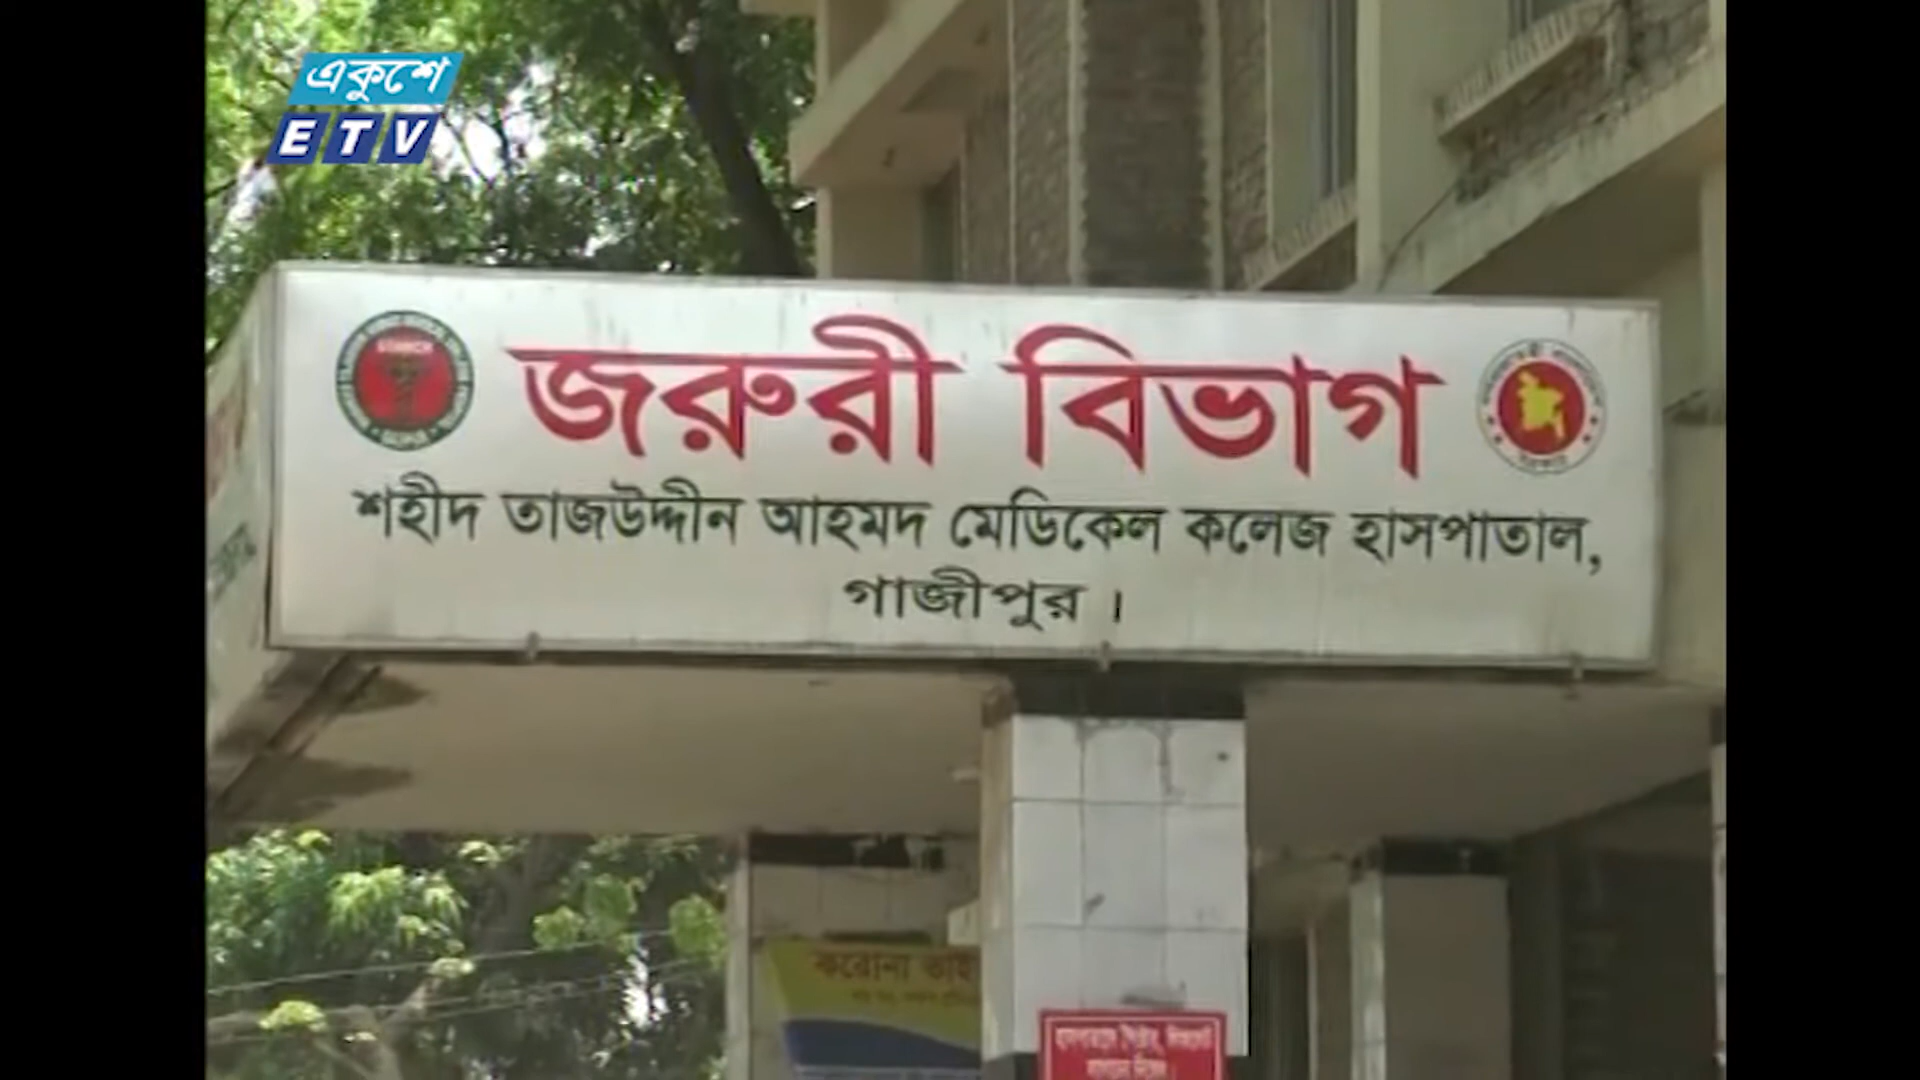 একুশে
ETV
জরুরী বিভাগ
শহীদ তাজউদ্দীন আহমদ মেডিকেল কলেজ হাসপাতাল,
গাজীপুর ।
করোনা ভাই